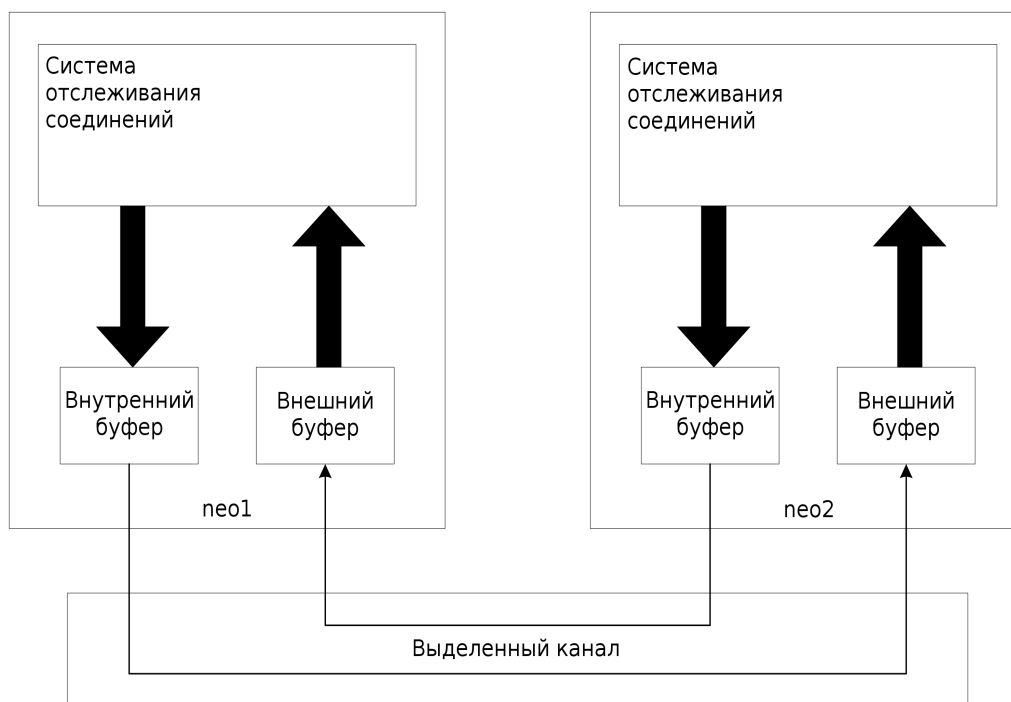 Система
отслеживания
соединений
Система
отслеживания
соединений
Внутренний
буфер
Внешний
буфер
Внутренний
буфер
Внешний
буфер
neo1
neo2
Выделенный канал